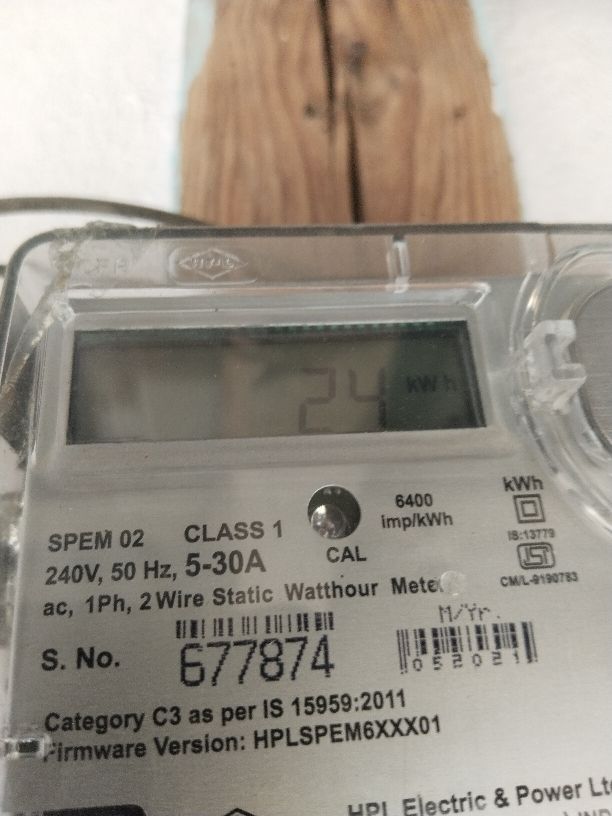 24 kWh
kWh
6400
imp/kWh
IS:13779
SPEM 02 CLASS 1
CAL
CM/L-9190783
240V, 50 Hz, 5-30A
ac, 1Ph, 2 Wire Static Watthour Meter
M/Yr.
S. No. 677874
052021
Category C3 as per IS 15959:2011
Firmware Version: HPLSPEM6XXX01
HPL Electric & Power Ltd